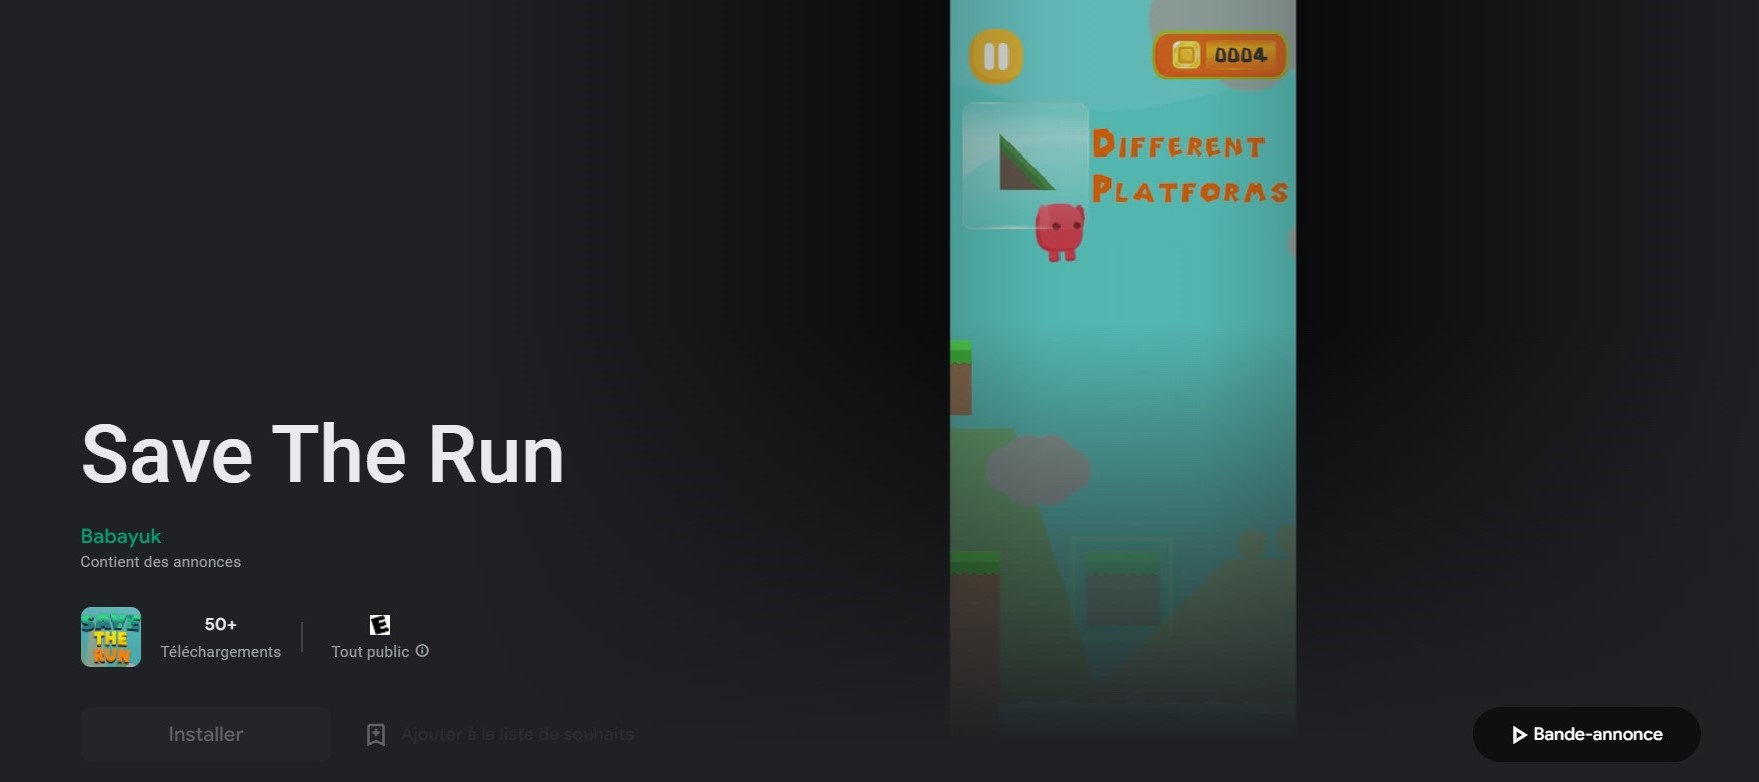 0004
DIFFERENT
PLATFORMS
Save The Run
Babayuk
Contient des annonces
SAVE
THE
RUN
50+
Téléchargements
E
Tout public
Installer
Ajouter à la liste de souhaits
Bande-annonce